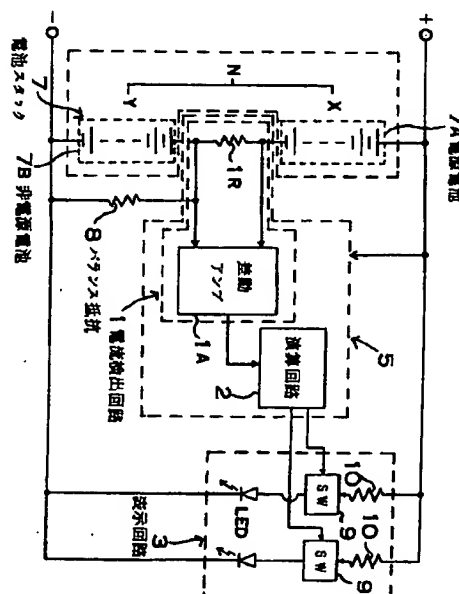 +
−
7A 電源電池
N
X
Y
1R
電池スタック
7
7B 非電源電池
8 バランス抵抗
1 電流検出回路
差動
アンプ
1A
演算回路
2
5
表示回路
3
LED
SW
9
10
SW
9
10